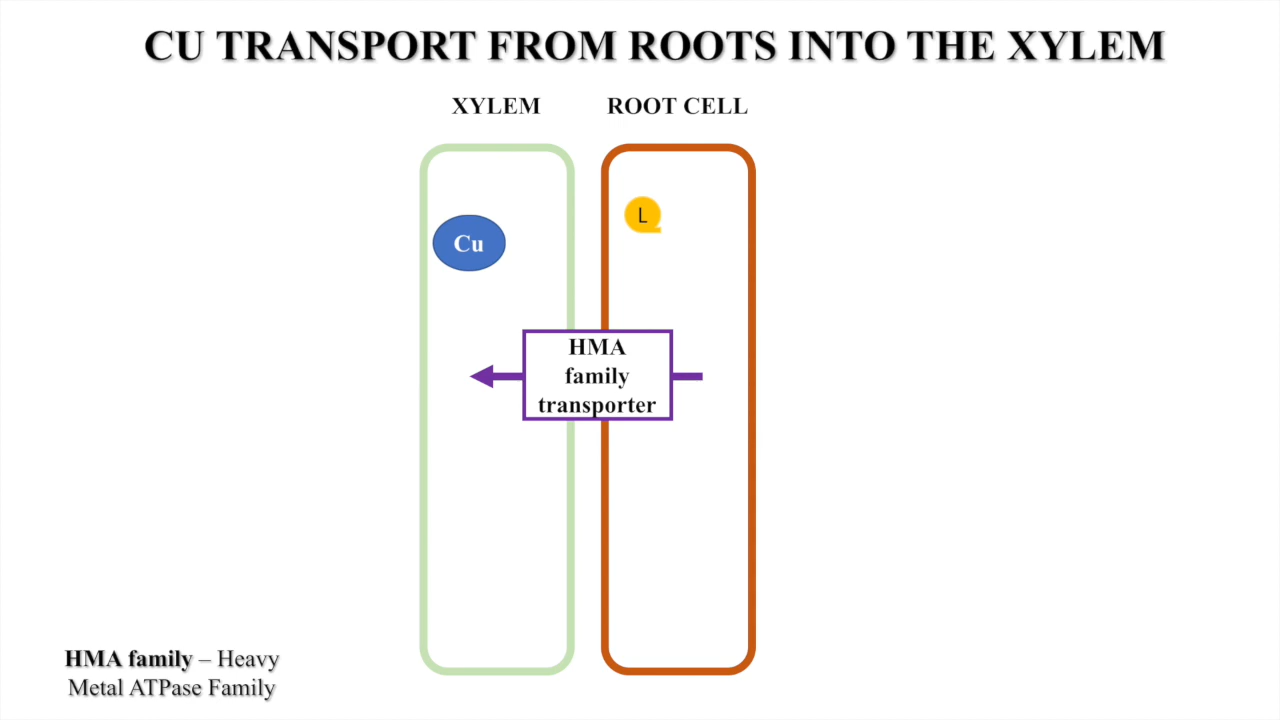 CU TRANSPORT FROM ROOTS INTO THE XYLEM
XYLEM
ROOT CELL
L
Cu
HMA
family
transporter
HMA family – Heavy
Metal ATPase Family